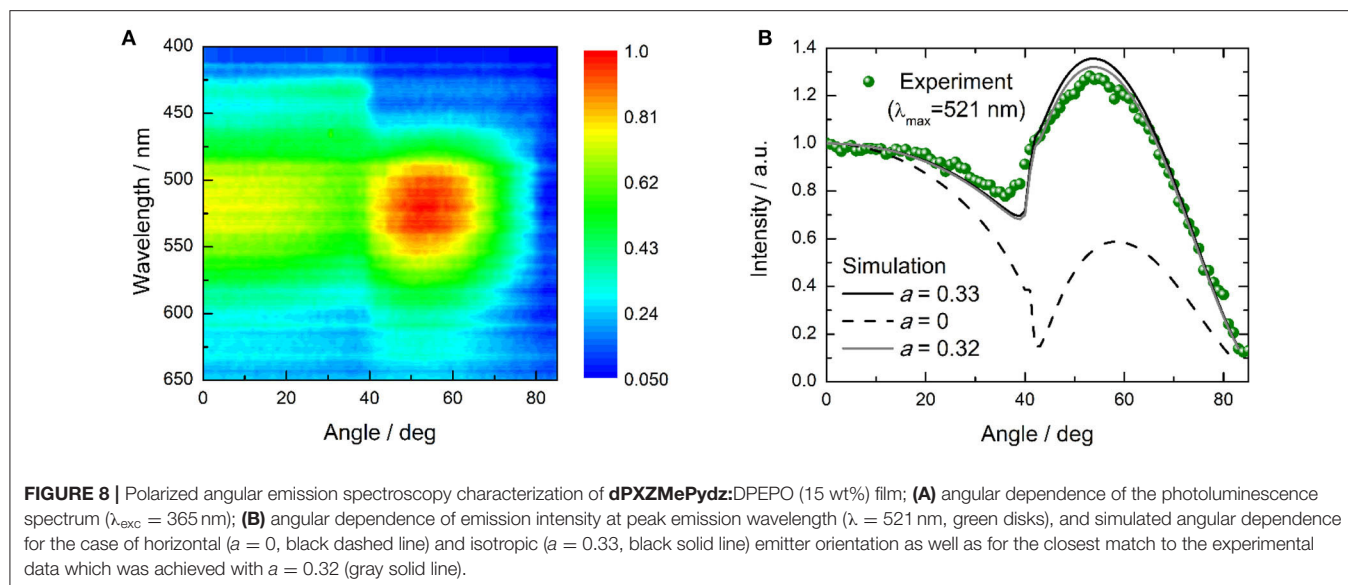 A
400
450
500
550
600
650
Wavelength / nm
0
20
40
60
80
Angle / deg
1.0
0.81
0.62
0.43
0.24
0.050
B
1.4
1.2
1.0
0.8
0.6
0.4
0.2
0.0
Intensity / a.u.
Experiment
(λmax=521 nm)
Simulation
a = 0.33
a = 0
a = 0.32
0
20
40
60
80
Angle / deg
FIGURE 8 | Polarized angular emission spectroscopy characterization of dPXZMePydz:DPEPO (15 wt%) film; (A) angular dependence of the photoluminescence
spectrum (λexc = 365 nm); (B) angular dependence of emission intensity at peak emission wavelength (λ = 521 nm, green disks), and simulated angular dependence
for the case of horizontal (a = 0, black dashed line) and isotropic (a = 0.33, black solid line) emitter orientation as well as for the closest match to the experimental
data which was achieved with a = 0.32 (gray solid line).